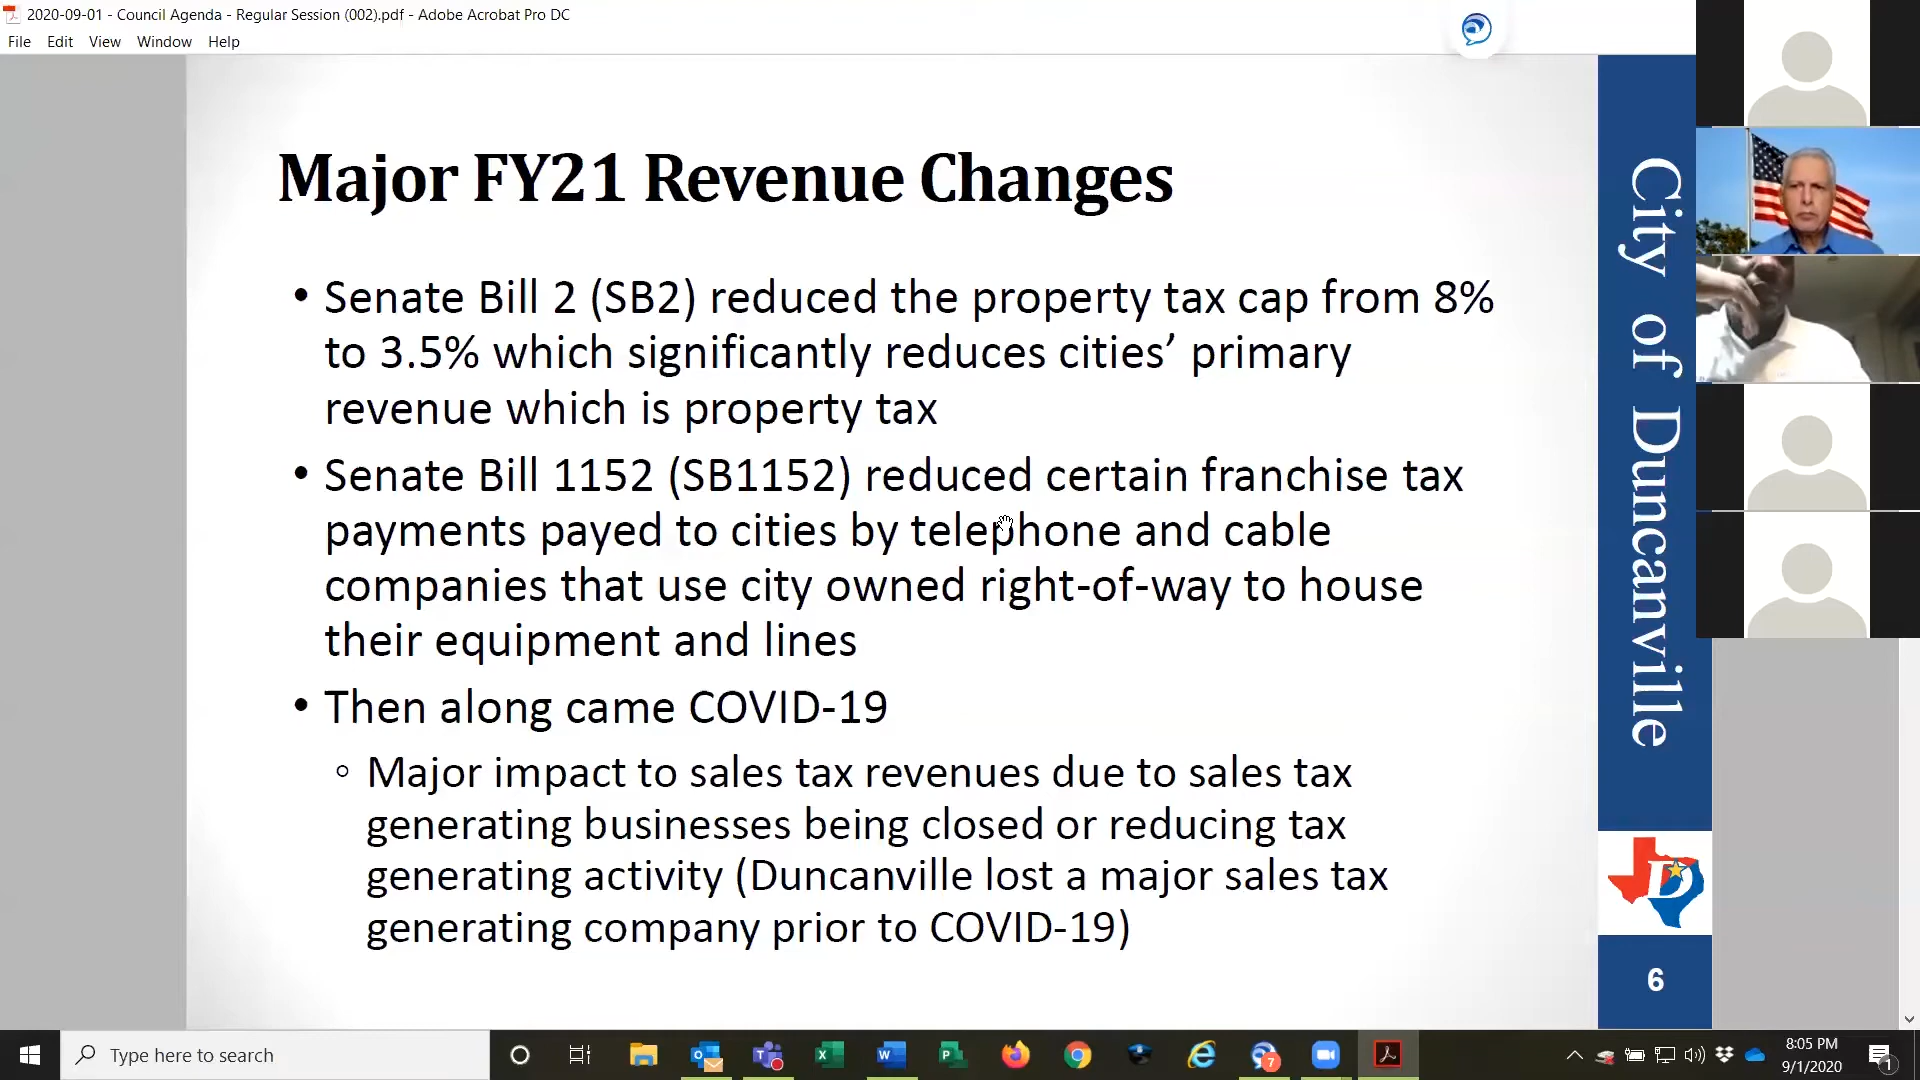 2020-09-01 - Council Agenda - Regular Session (002).pdf - Adobe Acrobat Pro DC
File Edit View Window Help
Major FY21 Revenue Changes
• Senate Bill 2 (SB2) reduced the property tax cap from 8%
to 3.5% which significantly reduces cities’ primary
revenue which is property tax
• Senate Bill 1152 (SB1152) reduced certain franchise tax
payments payed to cities by telephone and cable
companies that use city owned right-of-way to house
their equipment and lines
• Then along came COVID-19
◦ Major impact to sales tax revenues due to sales tax
generating businesses being closed or reducing tax
generating activity (Duncanville lost a major sales tax
generating company prior to COVID-19)
City of Duncanville
D
6
Type here to search
7
8:05 PM
9/1/2020
1